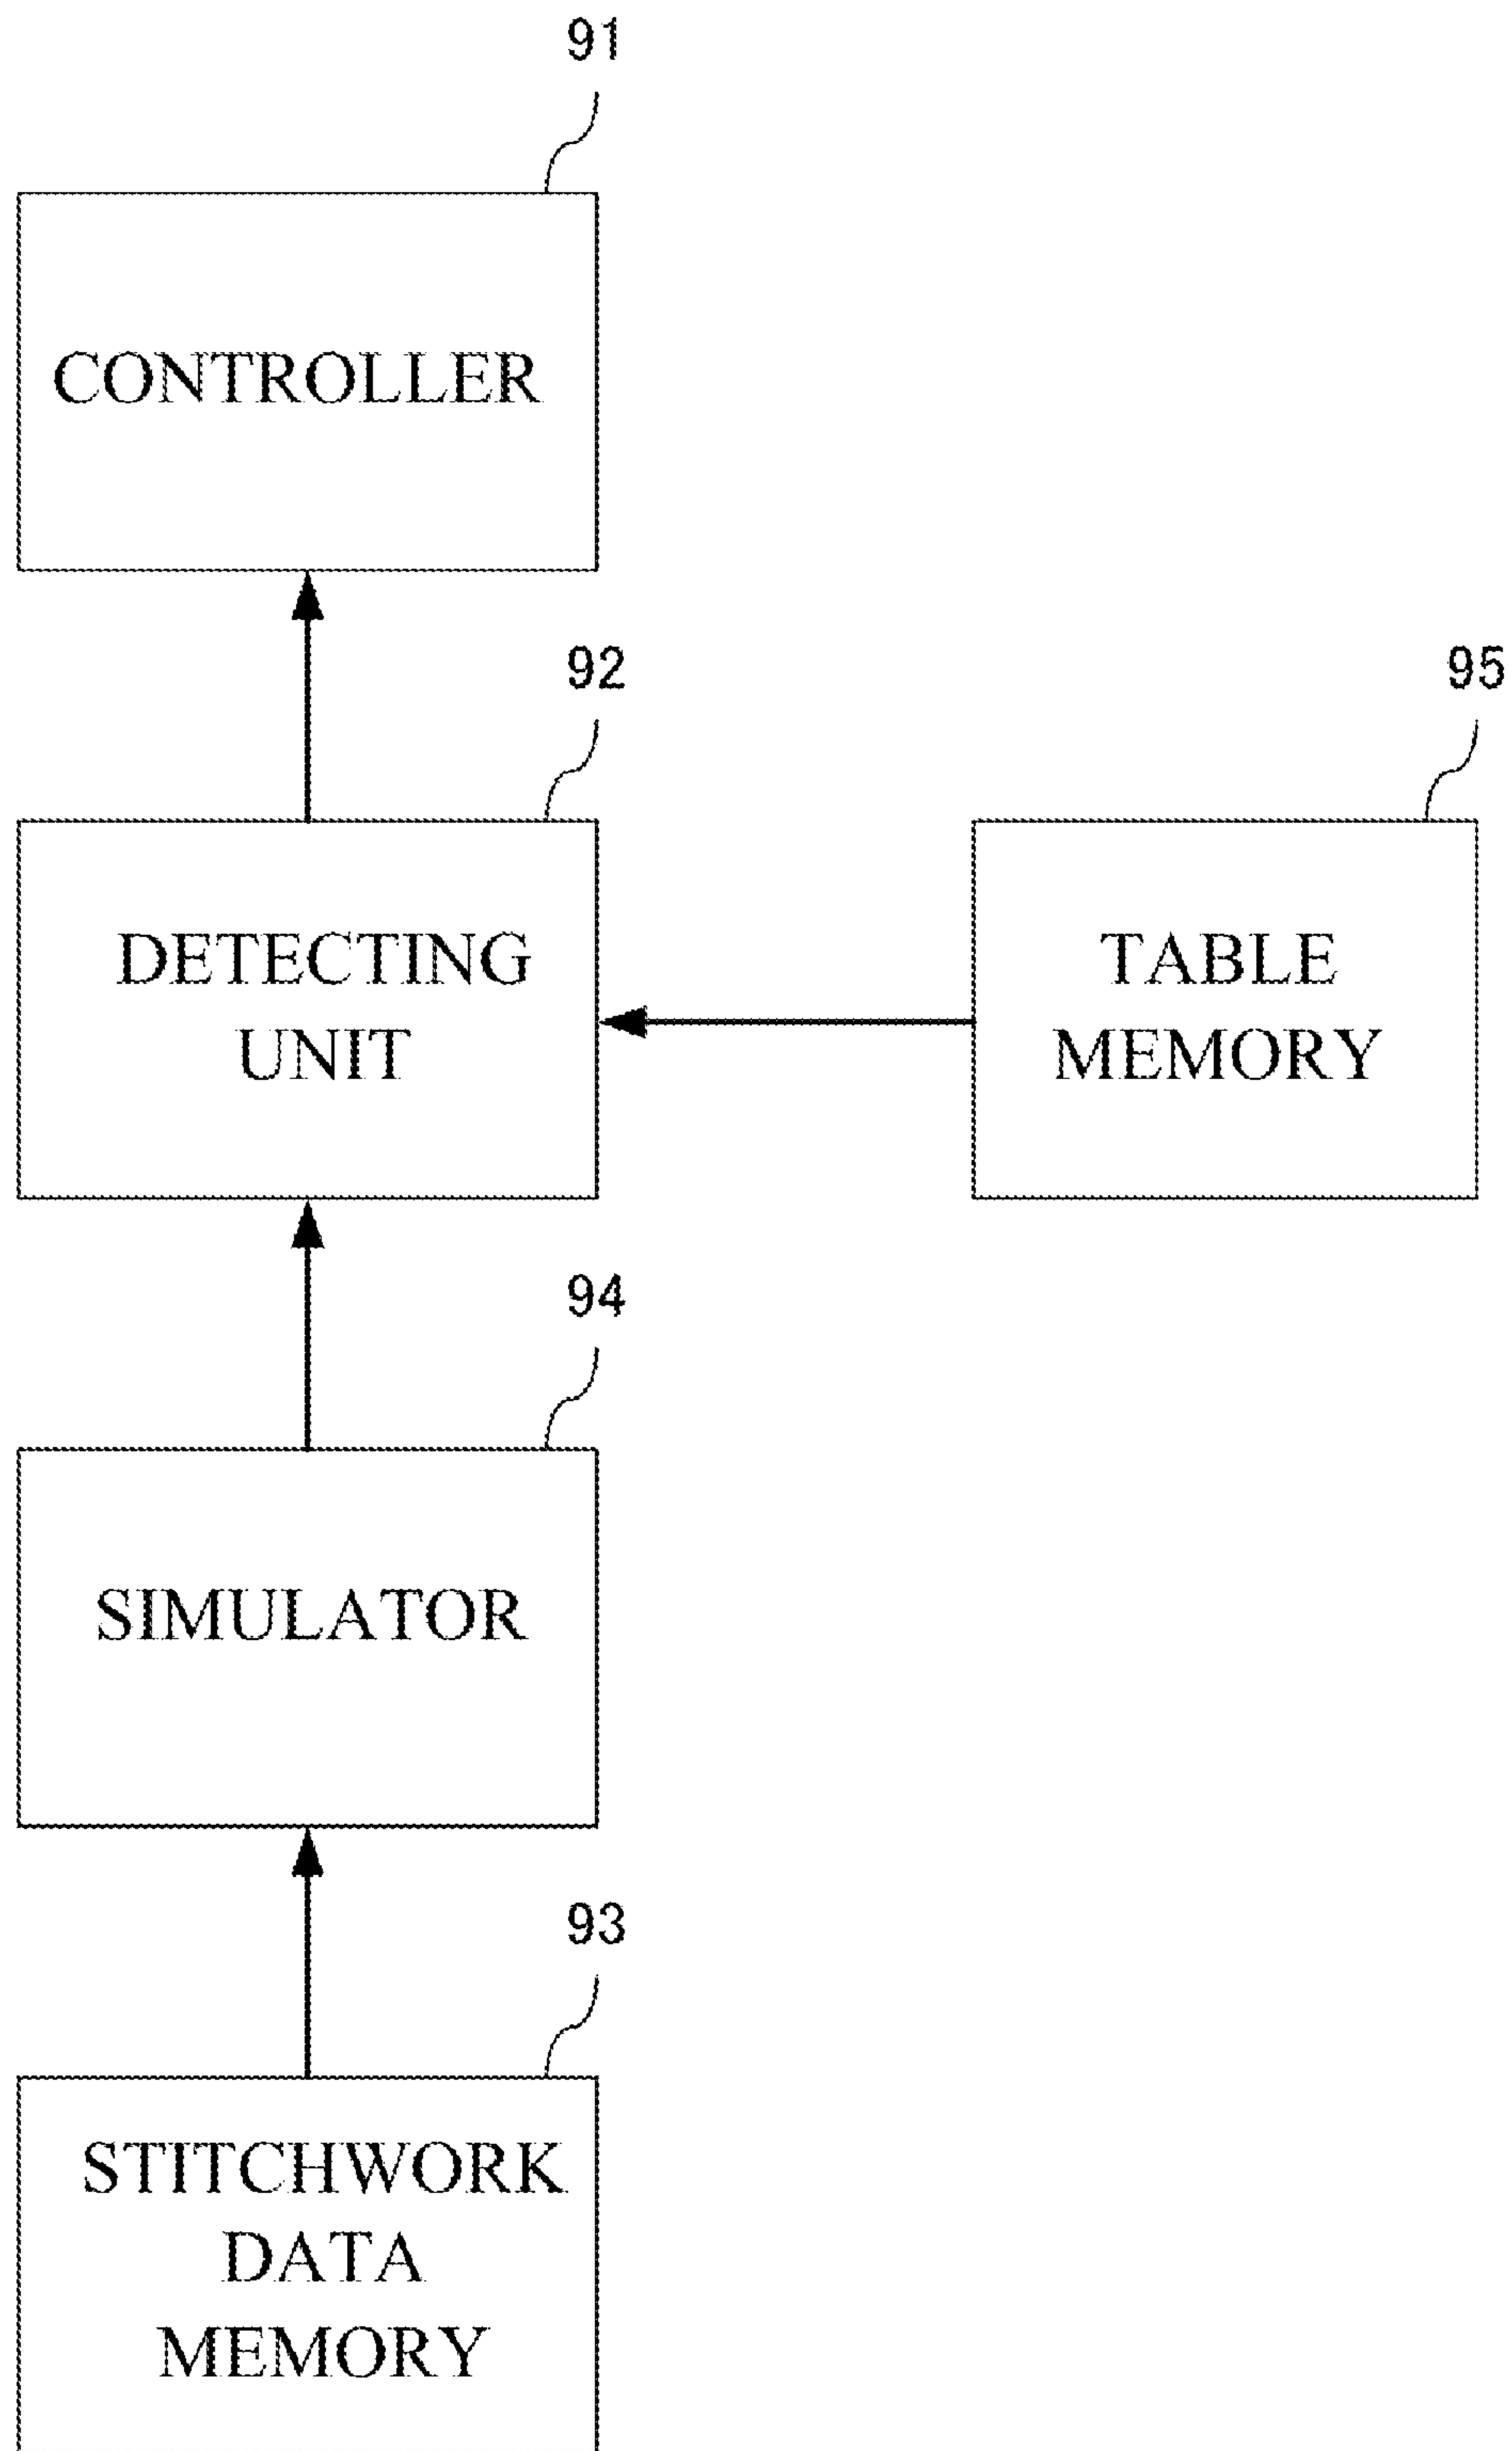 91
CONTROLLER
92
95
DETECTING
UNIT
TABLE
MEMORY
94
SIMULATOR
93
STITCHWORK
DATA
MEMORY